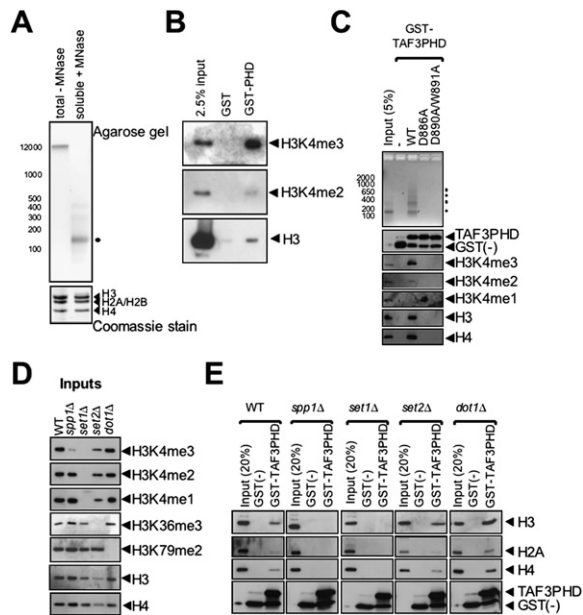 A
total - MNase
soluble + MNase
Agarose gel
12000
1000
500
400
300
200
100
H3
H2A/H2B
H4
Coomassie stain
B
2.5% input
GST
GST-PHD
H3K4me3
H3K4me2
H3
C
GST-
TAF3PHD
Input (5%)
-
WT
D886A
D890A/W891A
2000
1000
650
400
200
100
TAF3PHD
GST(-)
H3K4me3
H3K4me2
H3K4me1
H3
H4
D
Inputs
WT
spp1Δ
set1Δ
set2Δ
dot1Δ
H3K4me3
H3K4me2
H3K4me1
H3K36me3
H3K79me2
H3
H4
E
WT spp1Δ set1Δ set2Δ dot1Δ
Input (20%)
GST(-)
GST-TAF3PHD
Input (20%)
GST(-)
GST-TAF3PHD
Input (20%)
GST(-)
GST-TAF3PHD
Input (20%)
GST(-)
GST-TAF3PHD
Input (20%)
GST(-)
GST-TAF3PHD
H3
H2A
H4
TAF3PHD
GST(-)